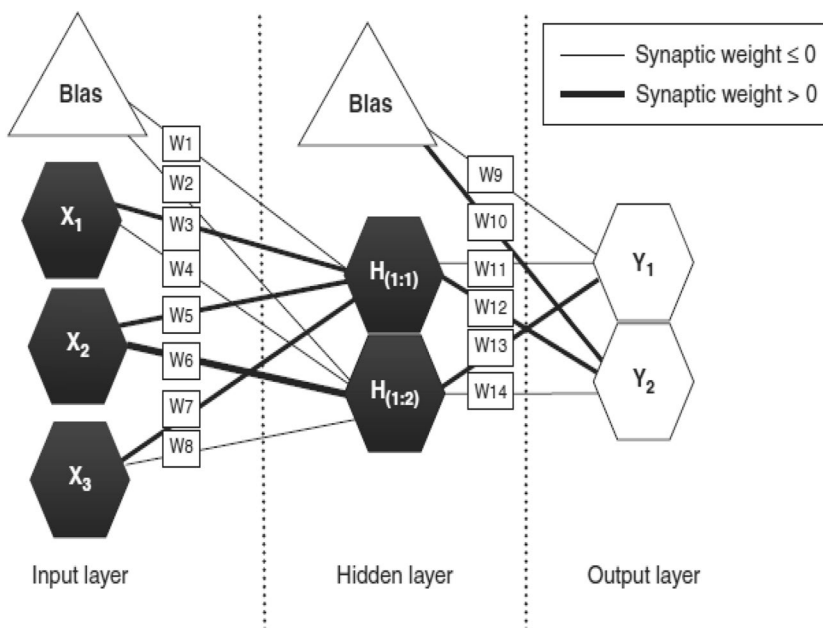 Blas
X1
X2
X3
W1
W2
W3
W4
W5
W6
W7
W8
Input layer
Blas
H(1:1)
H(1:2)
Hidden layer
W9
W10
W11
W12
W13
W14
Synaptic weight ≤ 0
Synaptic weight > 0
Y1
Y2
Output layer